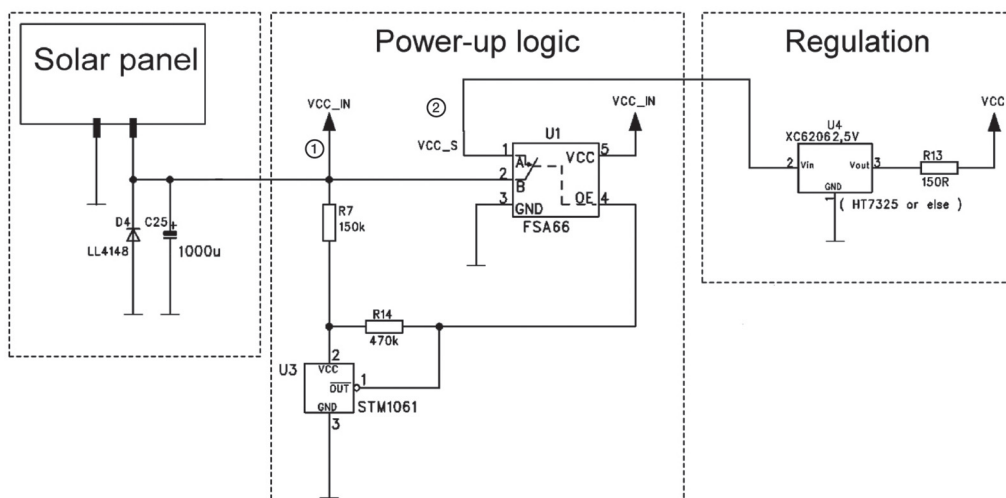 Solar panel
D4
LL4148
C25
+
1000u
Power-up logic
VCC_IN
①
②
VCC_S
VCC_IN
U1
1
A
VCC
5
2
B
3
GND
OE
4
FSA66
R7
150k
R14
470k
U3
2
VCC
OUT
1
GND
STM1061
3
Regulation
VCC
U4
XC62062,5V
2
Vin
Vout
3
R13
150R
GND
1
( HT7325 or else )